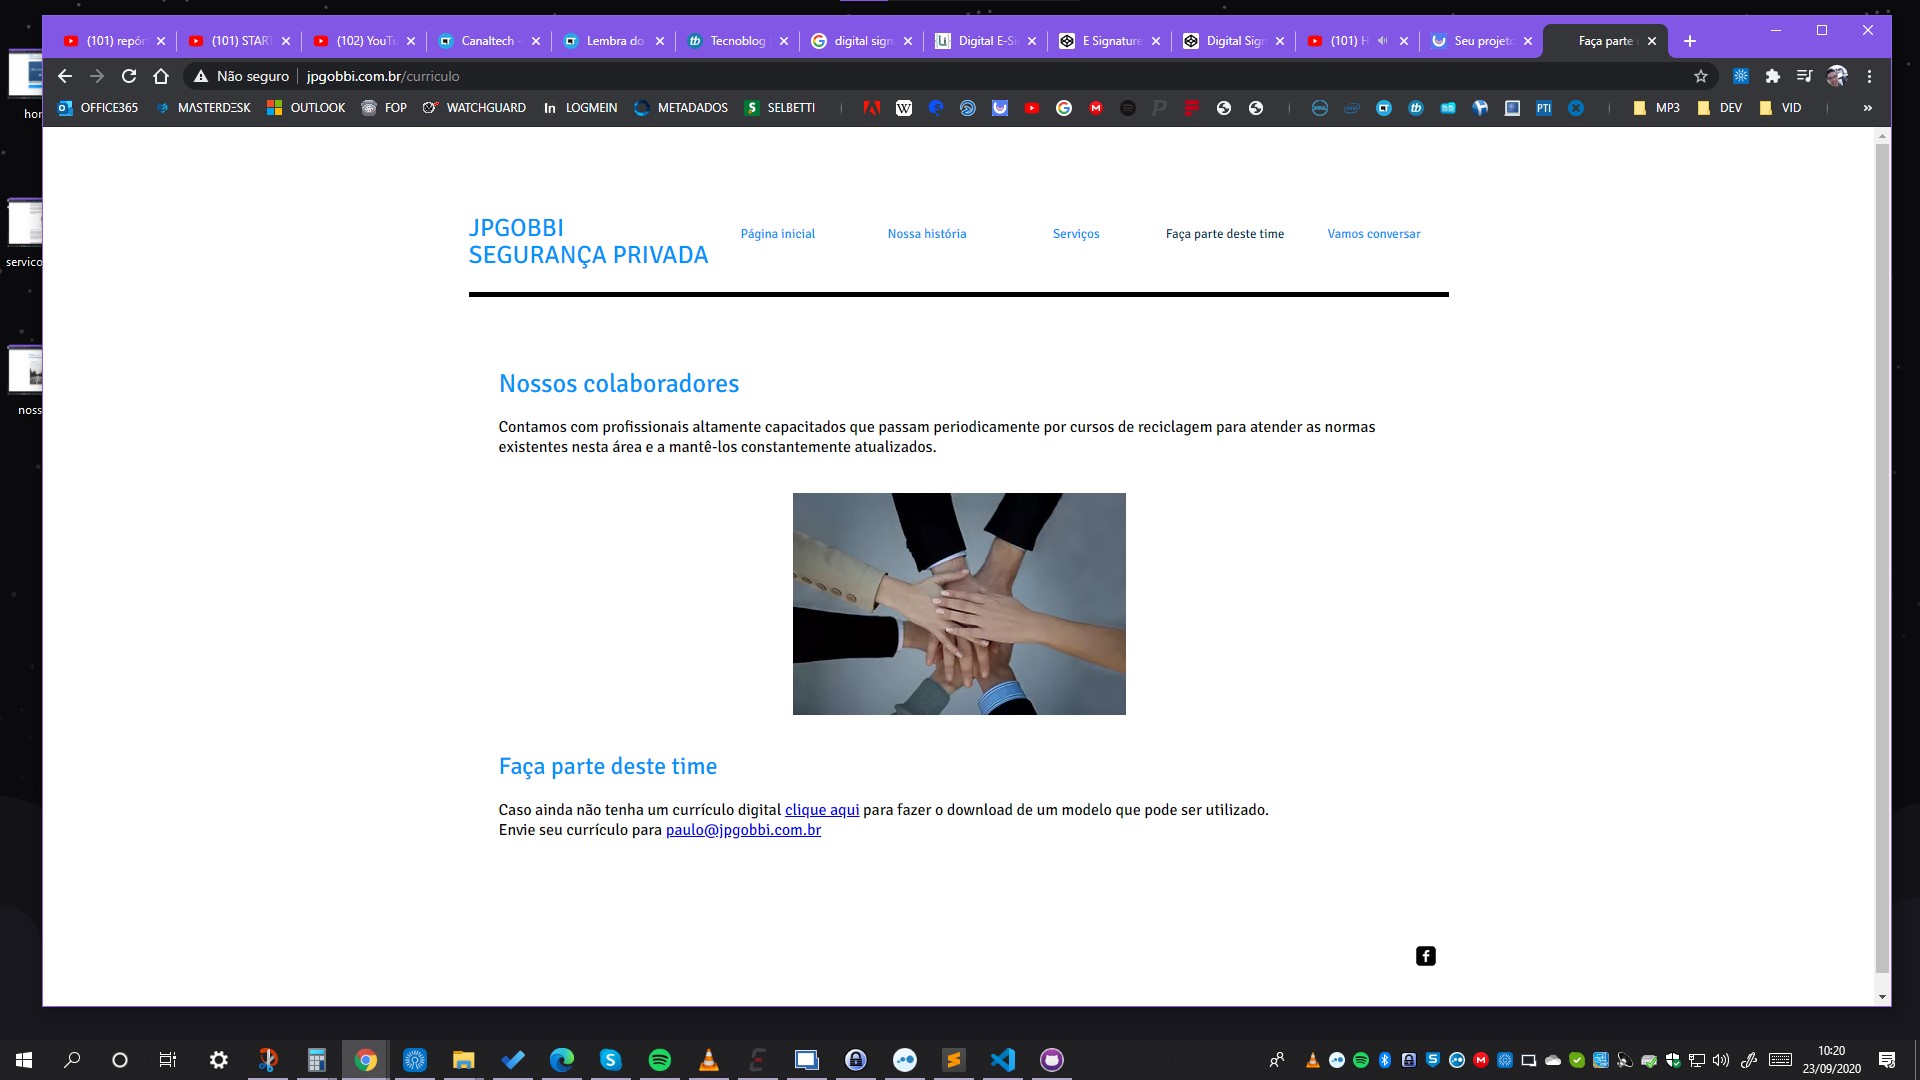 (101) repór
(101) STAR
(102) YouTu
Canaltech -
Lembra do
Tecnoblog
digital sign
Digital E-Si
E Signature
Digital Sign
(101) H
Seu projeto
Faça parte
Não seguro
jpgobbi.com.br/curriculo
OFFICE365
MΛSTERDΞSK
OUTLOOK
FOP
WATCHGUARD
LOGMEIN
METADADOS
SELBETTI
MP3
DEV
VID
»
hor
servico
noss
JPGOBBI
SEGURANÇA PRIVADA
Página inicial
Nossa história
Serviços
Faça parte deste time
Vamos conversar
Nossos colaboradores
Contamos com profissionais altamente capacitados que passam periodicamente por cursos de reciclagem para atender as normas
existentes nesta área e a mantê-los constantemente atualizados.
Faça parte deste time
Caso ainda não tenha um currículo digital clique aqui para fazer o download de um modelo que pode ser utilizado.
Envie seu currículo para paulo@jpgobbi.com.br
10:20
23/09/2020